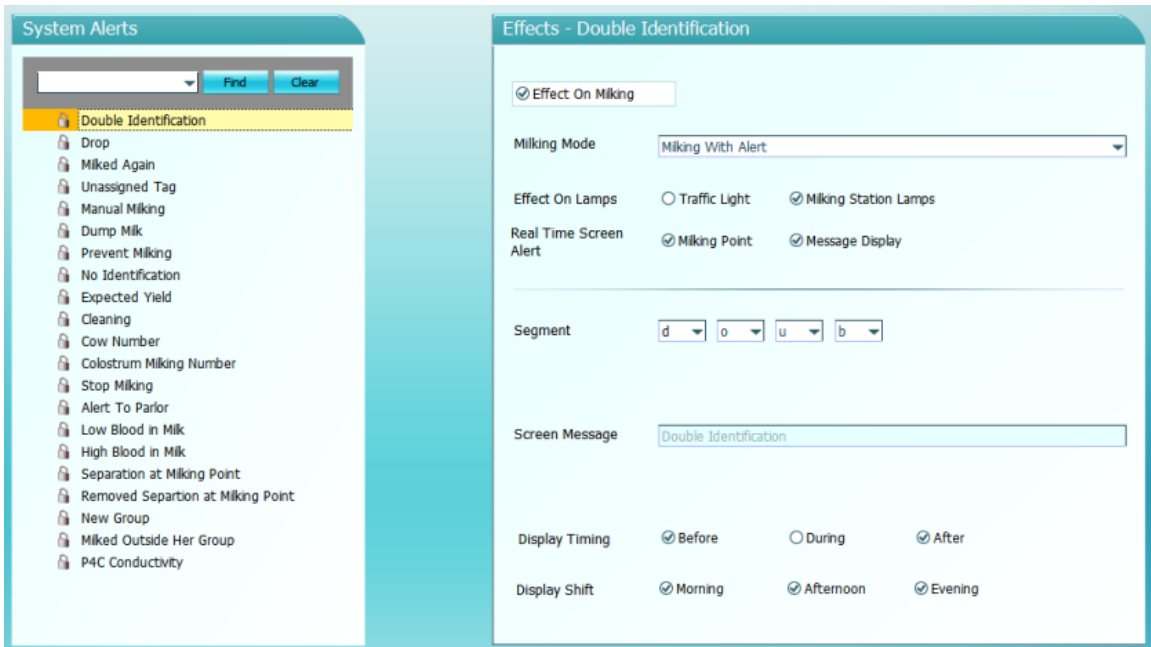 System Alerts
Find Clear
Double Identification
Drop
Milked Again
Unassigned Tag
Manual Milking
Dump Milk
Prevent Milking
No Identification
Expected Yield
Cleaning
Cow Number
Colostrum Milking Number
Stop Milking
Alert To Parlor
Low Blood in Milk
High Blood in Milk
Separation at Milking Point
Removed Separtion at Milking Point
New Group
Milked Outside Her Group
P4C Conductivity
Effects - Double Identification
Effect On Milking
Milking Mode Milking With Alert
Effect On Lamps Traffic Light Milking Station Lamps
Real Time Screen
Alert Milking Point Message Display
Segment d o u b
Screen Message Double Identification
Display Timing Before During After
Display Shift Morning Afternoon Evening